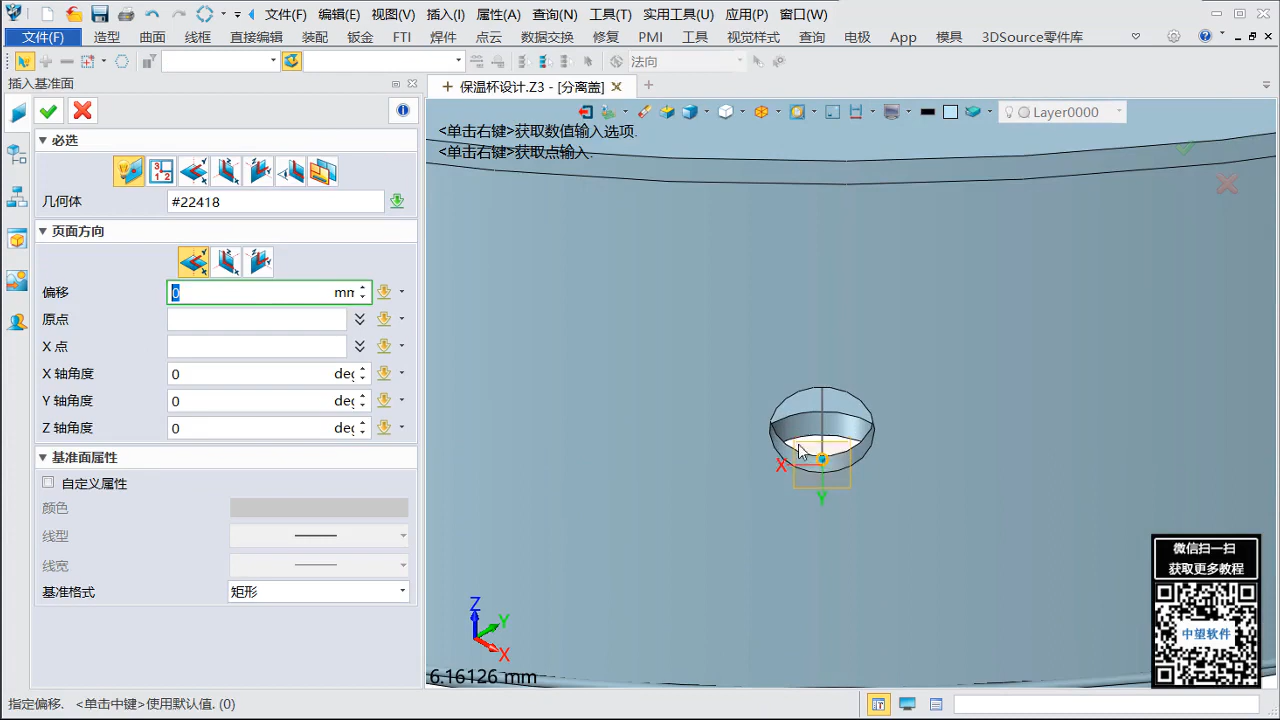 文件(F) 编辑(E) 视图(V) 插入(I) 属性(A) 查询(N) 工具(T) 实用工具(U) 应用(P) 窗口(W)
文件(F) 造型 曲面 线框 直接编辑 装配 钣金 FTI 焊件 点云 数据交换 修复 PMI 工具 视觉样式 查询 电极 App 模具 3DSource零件库
法向
插入基准面
保温杯设计.Z3 - [分离盖]
<单击右键>获取数值输入选项.
<单击右键>获取点输入.
Layer0000
必选
几何体 #22418
页面方向
偏移 0 mm
原点
X 点
X 轴角度 0 deg
Y 轴角度 0 deg
Z 轴角度 0 deg
基准面属性
自定义属性
颜色
线型
线宽
基准格式 矩形
X
Y
Z
Y
X
6.16126 mm
微信扫一扫
获取更多教程
中望软件
指定偏移. <单击中键>使用默认值. (0)